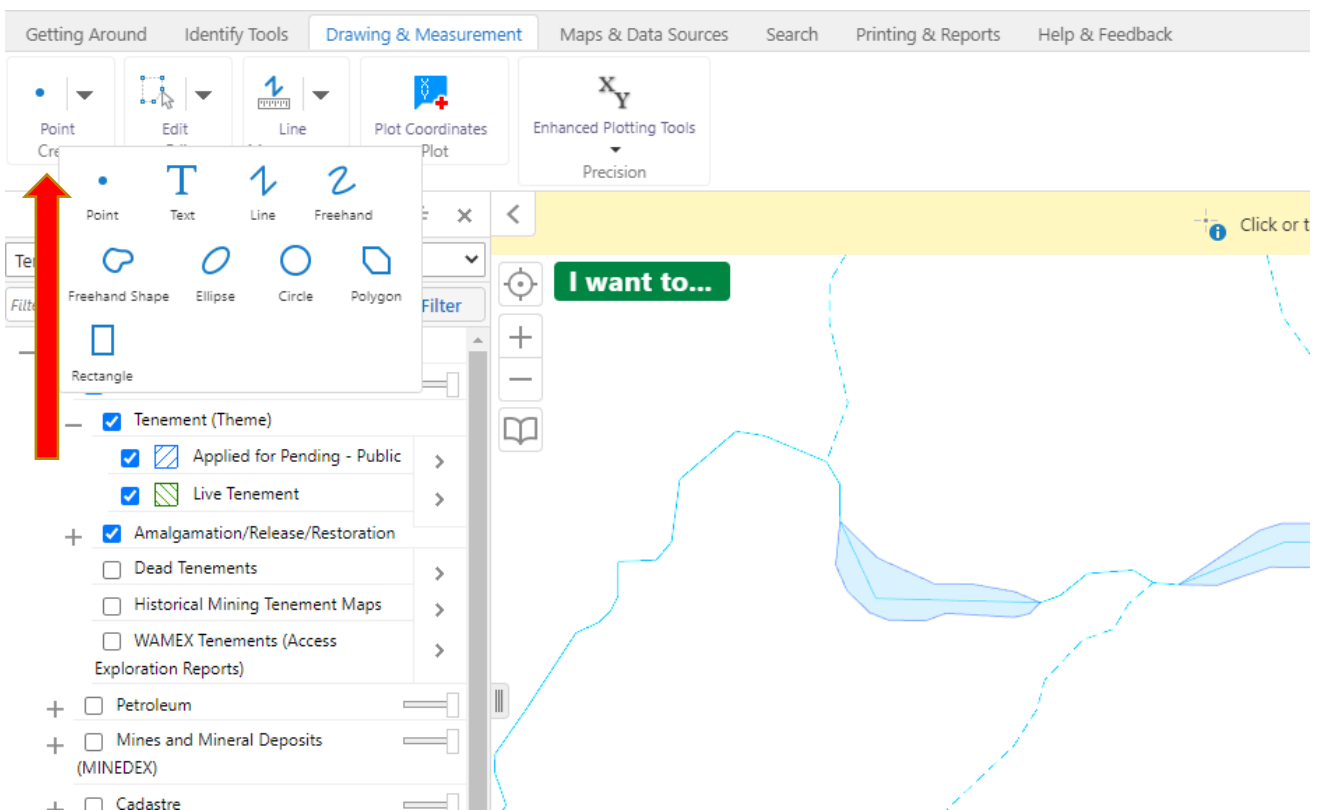 Getting Around Identify Tools Drawing & Measurement Maps & Data Sources Search Printing & Reports Help & Feedback
Point Edit Line Plot Coordinates Enhanced Plotting Tools
Plot Precision
Point Text Line Freehand
Freehand Shape Ellipse Circle Polygon
Rectangle
Click or t
I want to...
Filter
Tenement (Theme)
Applied for Pending - Public
Live Tenement
Amalgamation/Release/Restoration
Dead Tenements
Historical Mining Tenement Maps
WAMEX Tenements (Access
Exploration Reports)
Petroleum
Mines and Mineral Deposits
(MINEDEX)
Cadastre